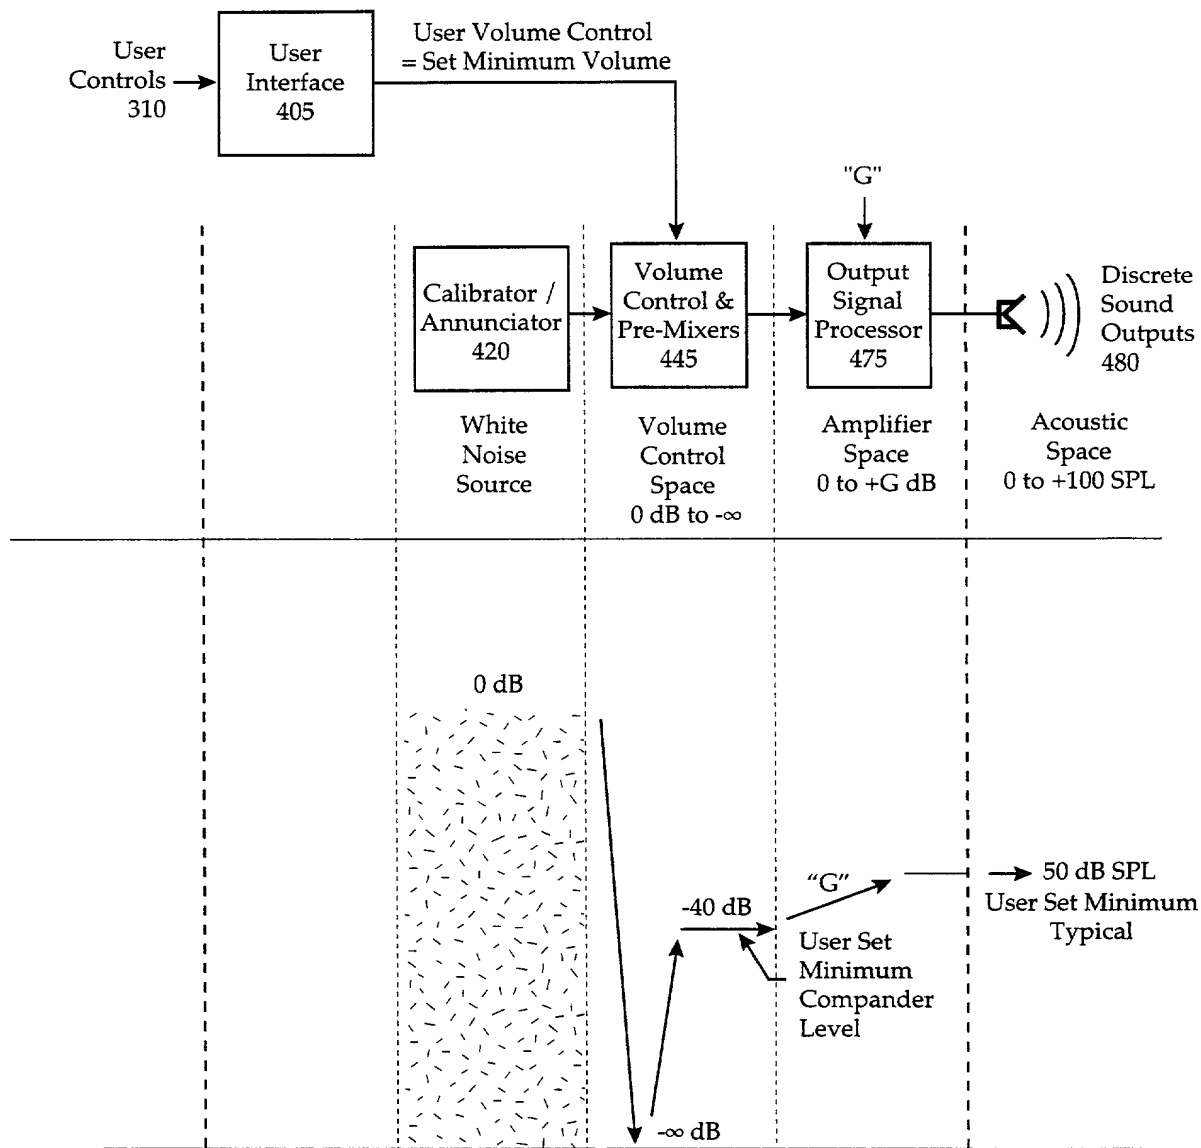 User
Controls
310
User
Interface
405
User Volume Control
= Set Minimum Volume
"G"
Calibrator /
Annunciator
420
Volume
Control &
Pre-Mixers
445
Output
Signal
Processor
475
Discrete
Sound
Outputs
480
White
Noise
Source
Volume
Control
Space
0 dB to -∞
Amplifier
Space
0 to +G dB
Acoustic
Space
0 to +100 SPL
0 dB
-40 dB
“G”
50 dB SPL
User Set Minimum
Typical
User Set
Minimum
Compander
Level
-∞ dB